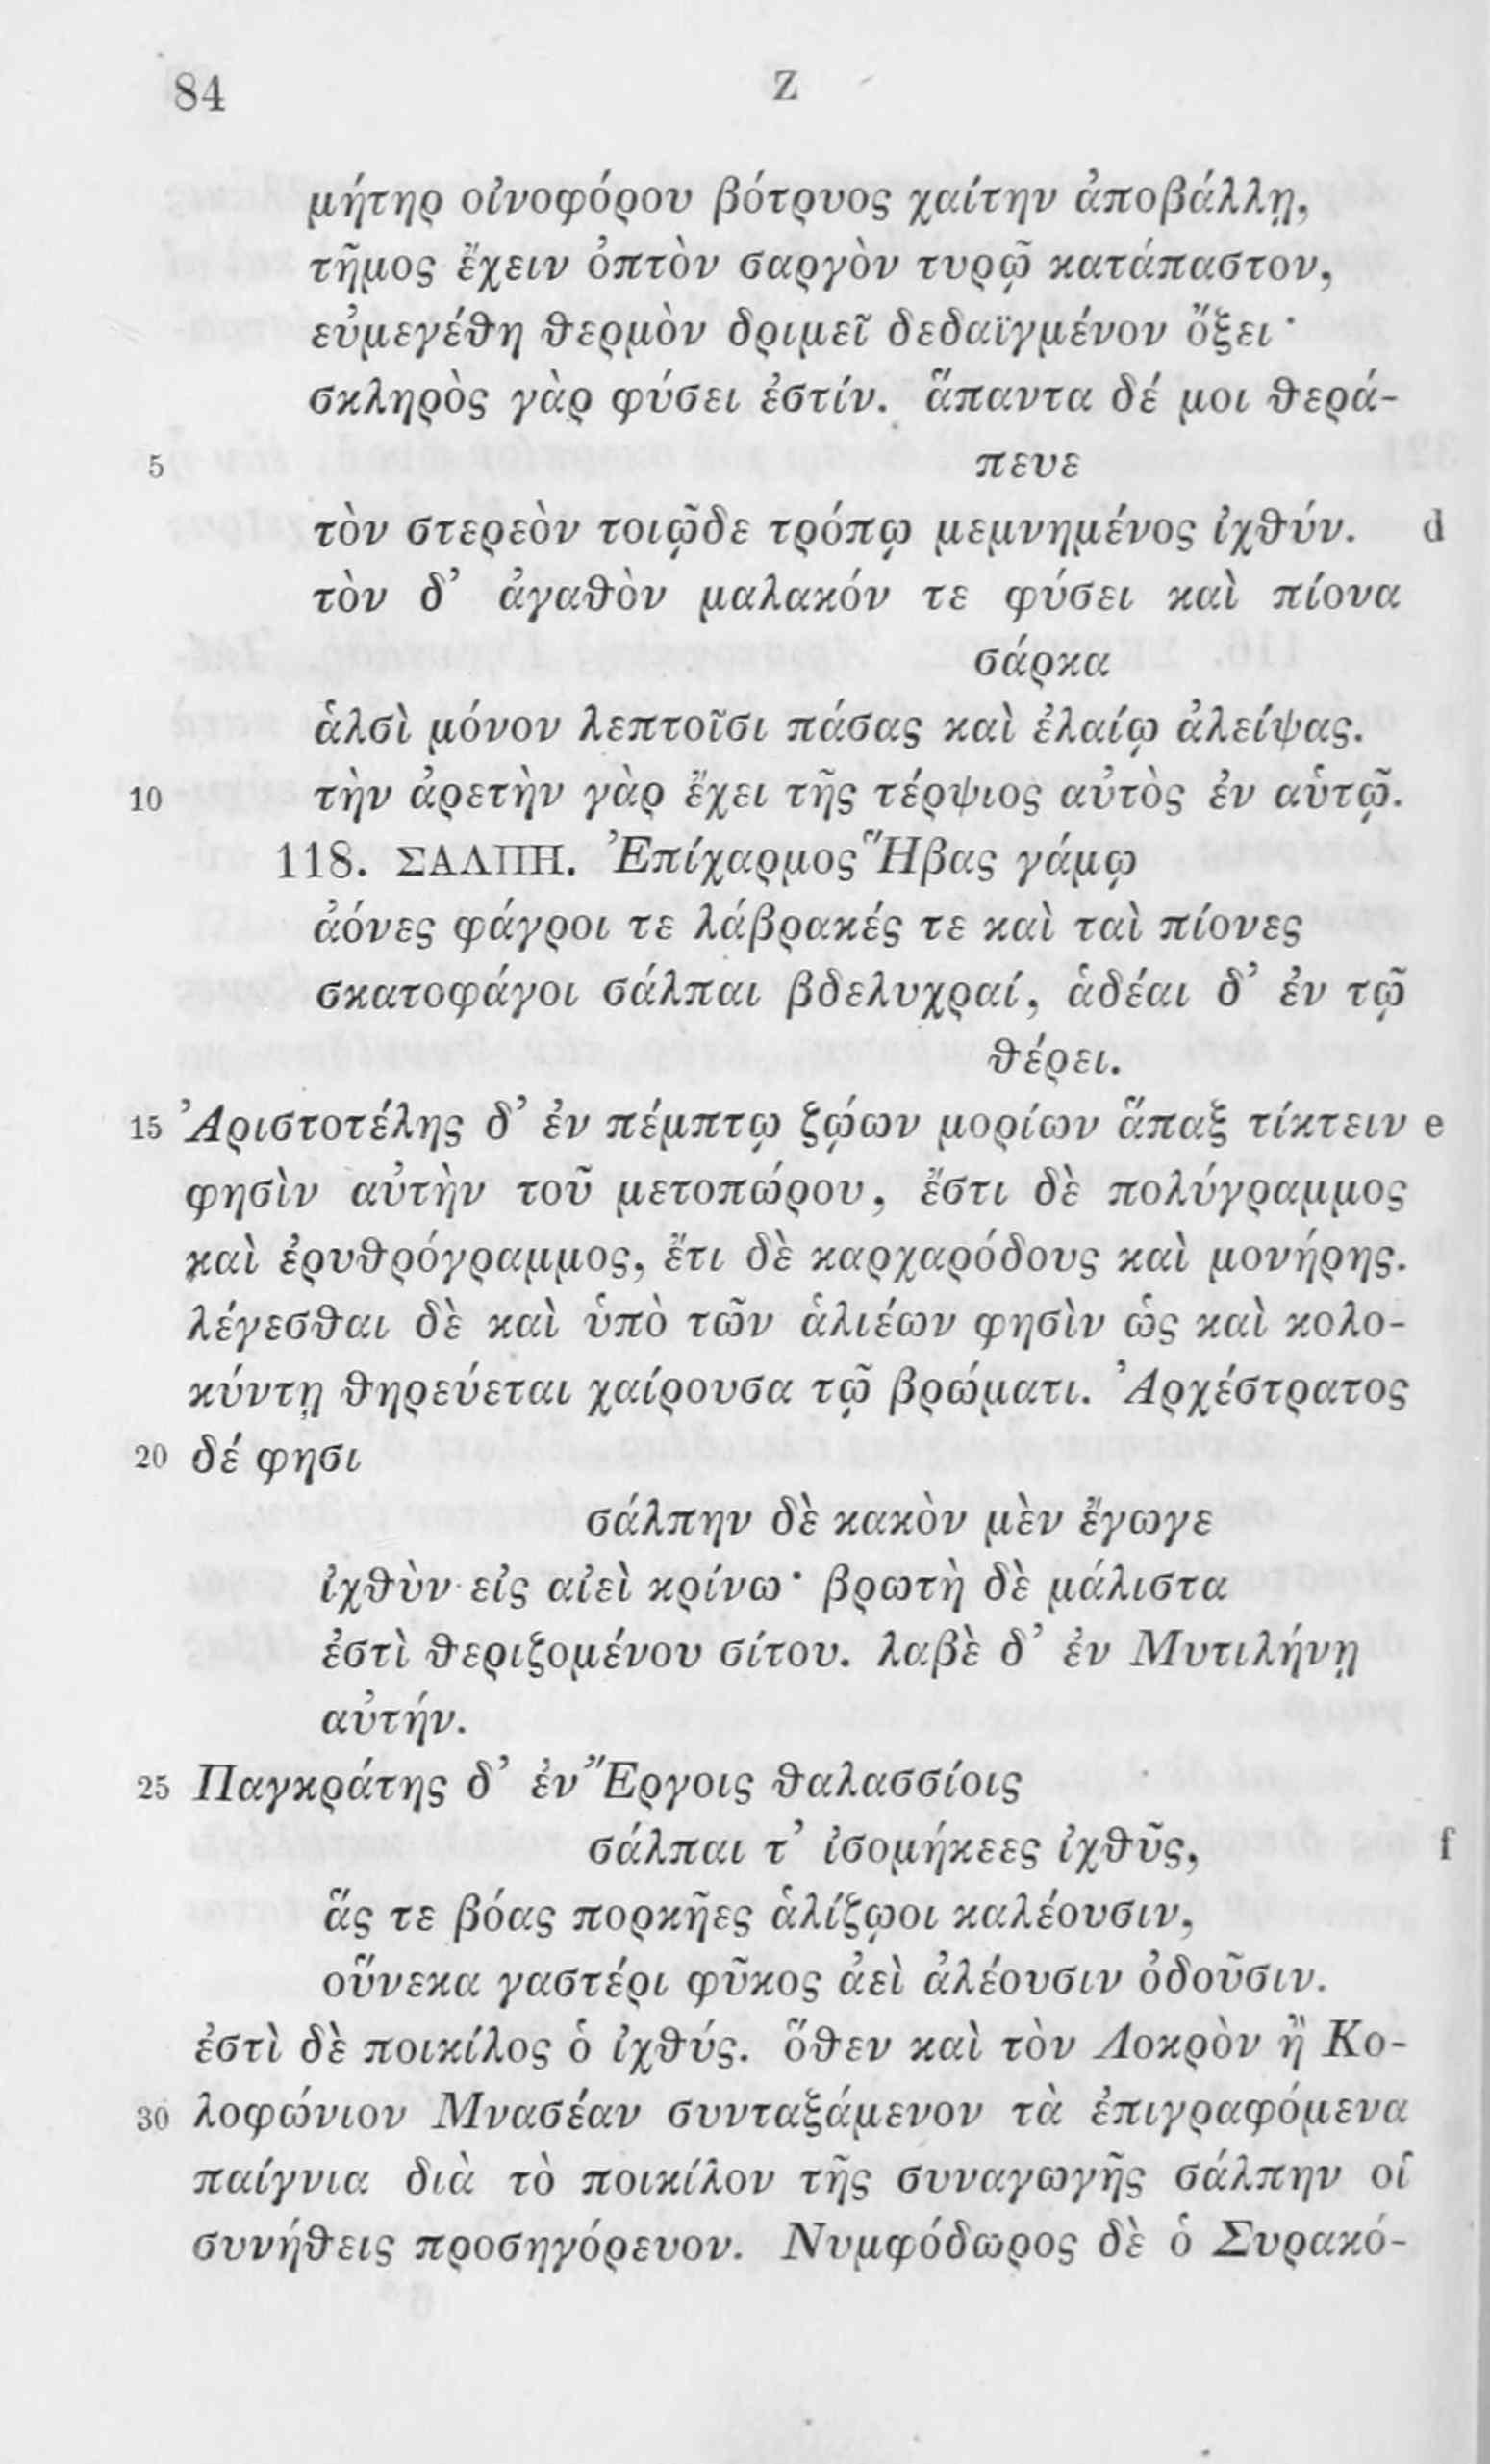 84 Z
μήτηρ οἰνοφόρου βότρυος χαίτην ἀποβάλλῃ,
τῆμος ἔχειν ὀπτὸν σαργὸν τυρῷ κατάπαστον,
εὐμεγέθη θερμὸν δριμεῖ δεδαϊγμένον ὄξει·
σκληρὸς γὰρ φύσει ἐστίν. ἅπαντα δέ μοι θερά-
5 πευε
τὸν στερεὸν τοιῷδε τρόπῳ μεμνημένος ἰχθύν. d
τὸν δ’ ἀγαθὸν μαλακόν τε φύσει καὶ πίονα
σάρκα
ἁλσὶ μόνον λεπτοῖσι πάσας καὶ ἐλαίῳ ἀλείψας.
10 τὴν ἀρετὴν γὰρ ἔχει τῆς τέρψιος αὐτὸς ἐν αὑτῷ.
118. ΣΑΛΠΗ. Ἐπίχαρμος Ἥβας γάμῳ
ἀόνες φάγροι τε λάβρακές τε καὶ ταὶ πίονες
σκατοφάγοι σάλπαι βδελυχραί, ἁδέαι δ’ ἐν τῷ
θέρει.
15 Ἀριστοτέλης δ’ ἐν πέμπτῳ ζῴων μορίων ἅπαξ τίκτειν e
φησὶν αὐτὴν τοῦ μετοπώρου, ἔστι δὲ πολύγραμμος
καὶ ἐρυθρόγραμμος, ἔτι δὲ καρχαρόδους καὶ μονήρης.
λέγεσθαι δὲ καὶ ὑπὸ τῶν ἁλιέων φησὶν ὡς καὶ κολο-
κύντῃ θηρεύεται χαίρουσα τῷ βρώματι. Ἀρχέστρατος
20 δέ φησι
σάλπην δὲ κακὸν μὲν ἔγωγε
ἰχθὺν εἰς αἰεὶ κρίνω· βρωτὴ δὲ μάλιστα
ἐστὶ θεριζομένου σίτου. λαβὲ δ’ ἐν Μυτιλήνῃ
αὐτήν.
25 Παγκράτης δ’ ἐν Ἔργοις θαλασσίοις
σάλπαι τ’ ἰσομήκεες ἰχθῦς, f
ἅς τε βόας πορκῆες ἁλίζῳοι καλέουσιν,
οὕνεκα γαστέρι φῦκος ἀεὶ ἀλέουσιν ὀδοῦσιν.
ἐστὶ δὲ ποικίλος ὁ ἰχθύς. ὅθεν καὶ τὸν Λοκρὸν ἢ Κο-
30 λοφώνιον Μνασέαν συνταξάμενον τὰ ἐπιγραφόμενα
παίγνια διὰ τὸ ποικίλον τῆς συναγωγῆς σάλπην οἱ
συνήθεις προσηγόρευον. Νυμφόδωρος δὲ ὁ Συρακό-